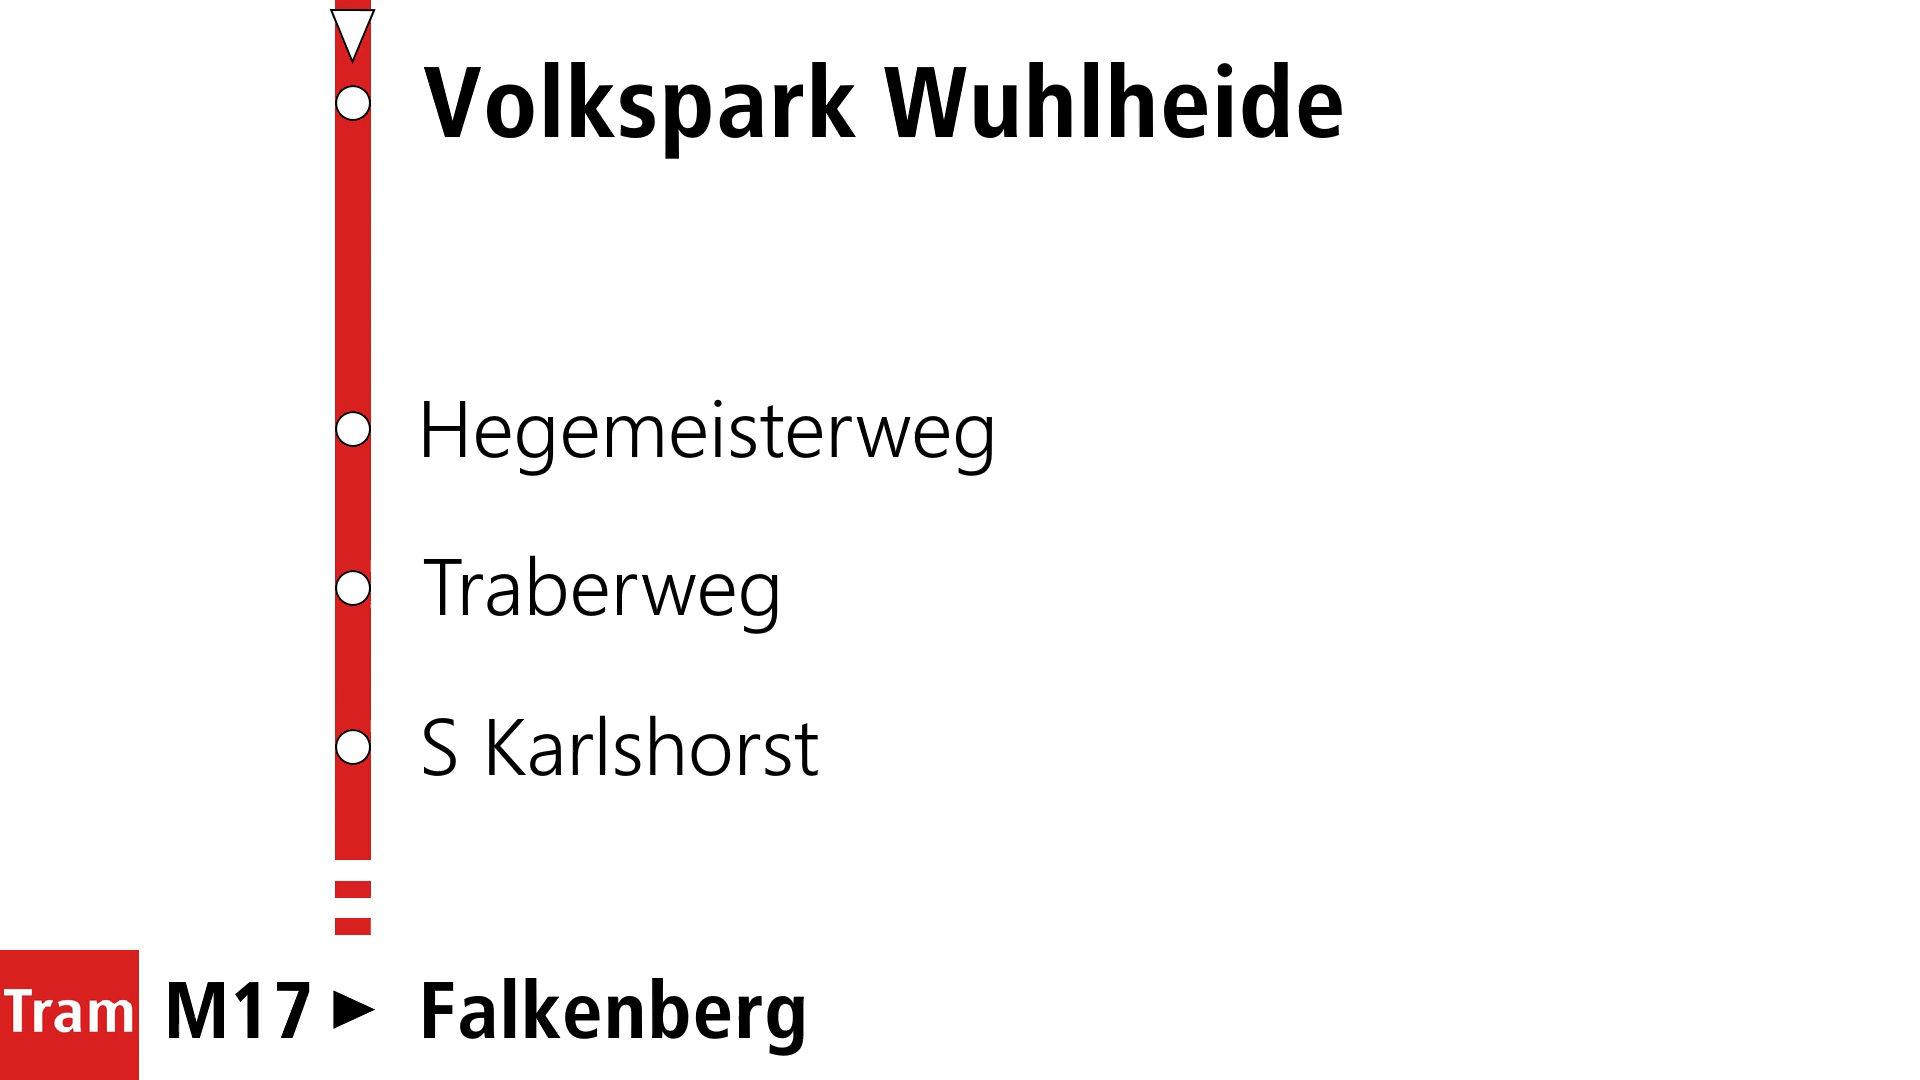 Volkspark Wuhlheide
Hegemeisterweg
Traberweg
S Karlshorst
Tram M17 ► Falkenberg